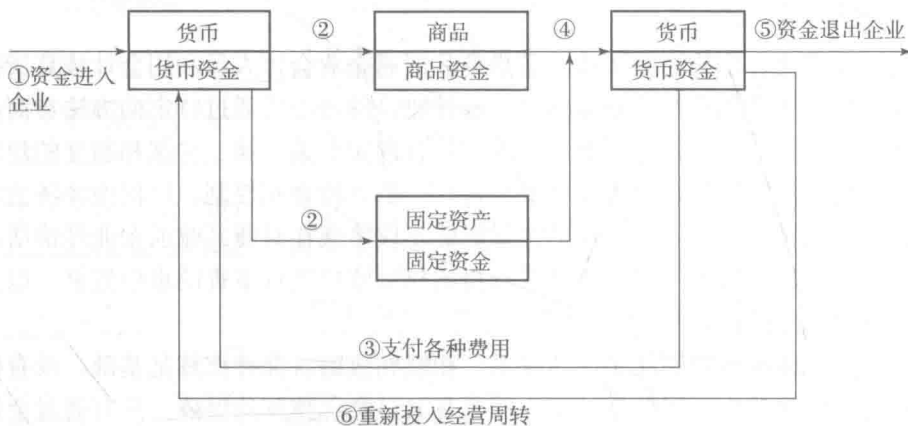 货币
②
商品
④
货币
⑤资金退出企业
①资金进入
企业
货币资金
商品资金
货币资金
②
固定资产
固定资金
③支付各种费用
⑥重新投入经营周转